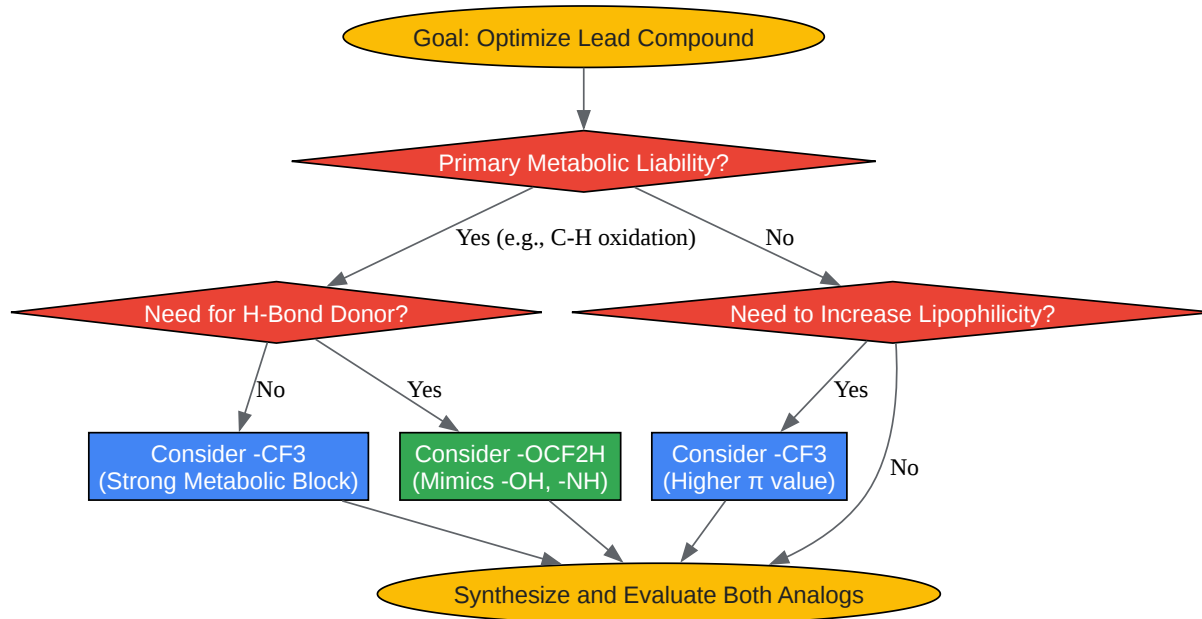 Goal: Optimize Lead Compound
Primary Metabolic Liability?
Yes (e.g., C-H oxidation)
No
Need for H-Bond Donor?
Need to Increase Lipophilicity?
No
Yes
Yes
No
Consider -CF3
(Strong Metabolic Block)
Consider -OCF2H
(Mimics -OH, -NH)
Consider -CF3
(Higher π value)
Synthesize and Evaluate Both Analogs